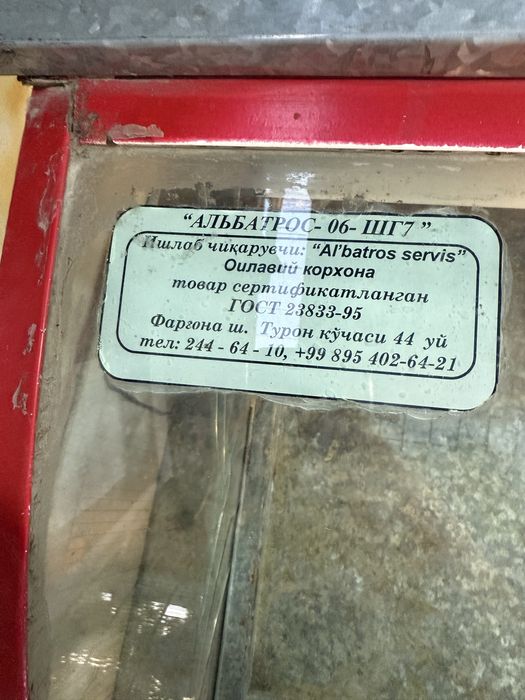 “АЛЬБАТРОС- 06- ШГ7 ”
Ишлаб чиқарувчи: “Al’batros servis”
Оилавий корхона
товар сертификатланган
ГОСТ 23833-95
Фарғона ш. Турон кўчаси 44 уй
тел: 244 - 64 - 10, +99 895 402-64-21